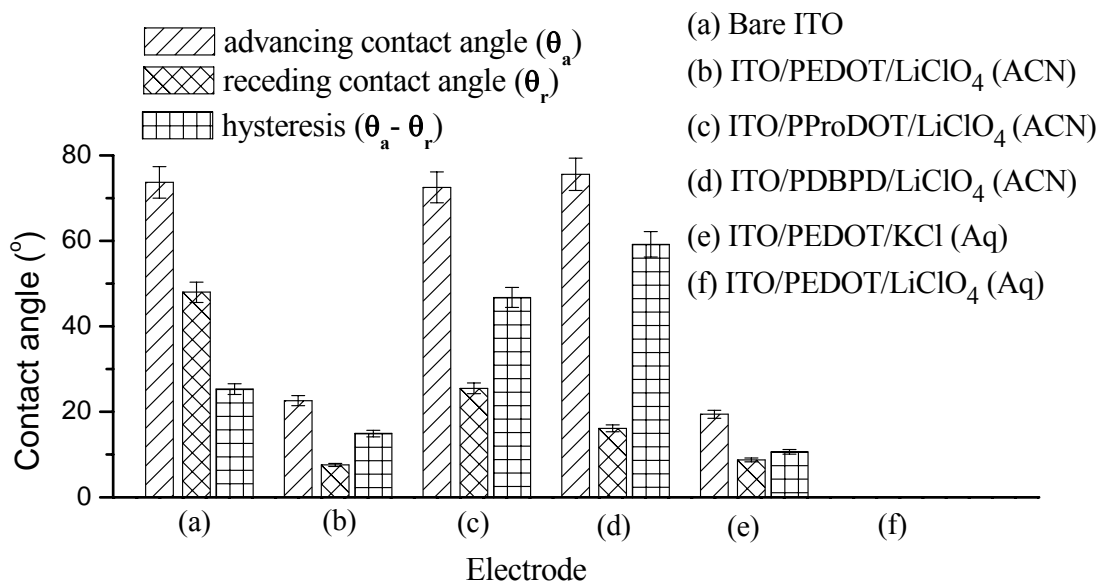 advancing contact angle (θa)
receding contact angle (θr)
hysteresis (θa - θr)
(a) Bare ITO
(b) ITO/PEDOT/LiClO4 (ACN)
(c) ITO/PProDOT/LiClO4 (ACN)
(d) ITO/PDBPD/LiClO4 (ACN)
(e) ITO/PEDOT/KCl (Aq)
(f) ITO/PEDOT/LiClO4 (Aq)
Contact angle (°)
80
60
40
20
0
(a) (b) (c) (d) (e) (f)
Electrode